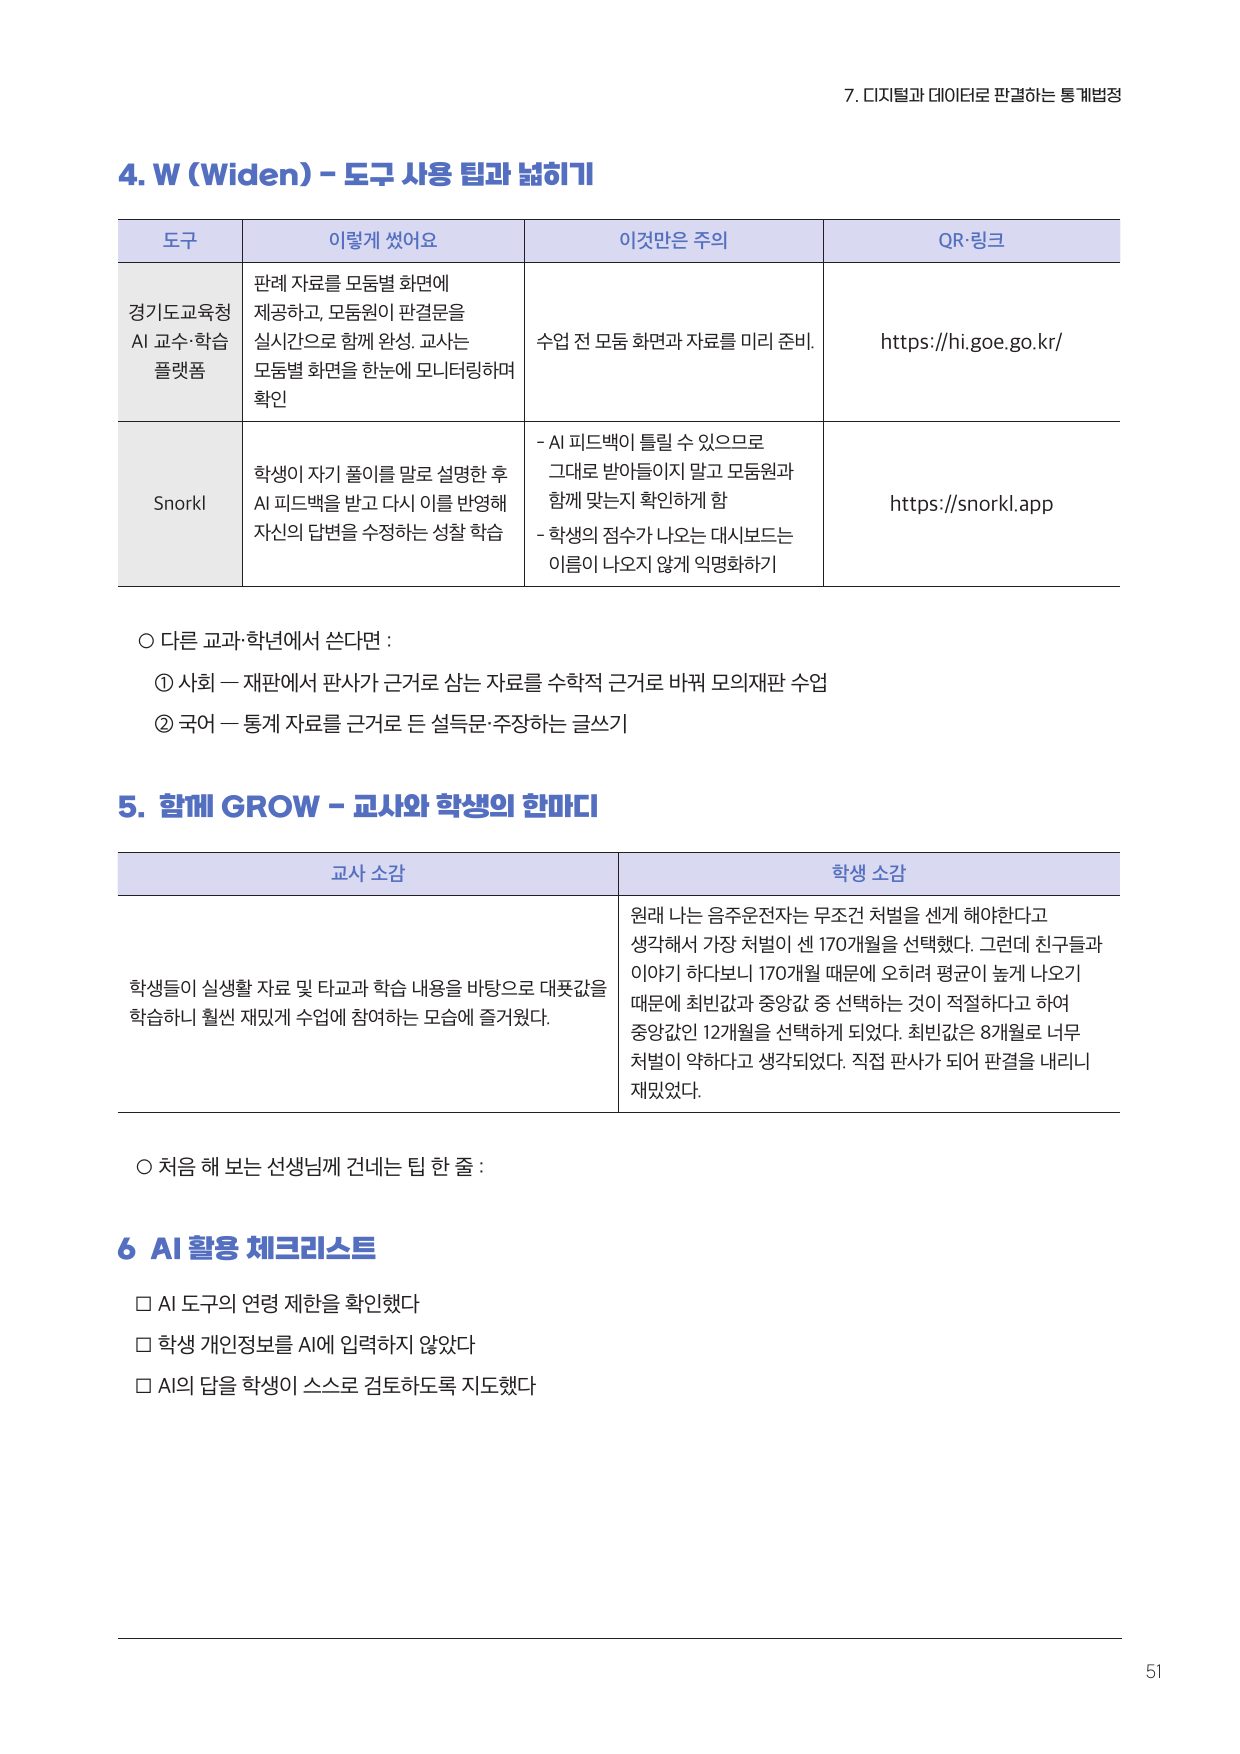 7. 디지털과 데이터로 판결하는 통계법정
4. W (Widen) – 도구 사용 팁과 넓히기
도구
이렇게 썼어요
이것만은 주의
QR·링크
경기도교육청
AI 교수·학습
플랫폼
판례 자료를 모둠별 화면에
제공하고, 모둠원이 판결문을
실시간으로 함께 완성. 교사는
모둠별 화면을 한눈에 모니터링하며
확인
수업 전 모둠 화면과 자료를 미리 준비.
https://hi.goe.go.kr/
Snorkl
학생이 자기 풀이를 말로 설명한 후
AI 피드백을 받고 다시 이를 반영해
자신의 답변을 수정하는 성찰 학습
- AI 피드백이 틀릴 수 있으므로
그대로 받아들이지 말고 모둠원과
함께 맞는지 확인하게 함
- 학생의 점수가 나오는 대시보드는
이름이 나오지 않게 익명화하기
https://snorkl.app
○ 다른 교과·학년에서 쓴다면 :
① 사회 — 재판에서 판사가 근거로 삼는 자료를 수학적 근거로 바꿔 모의재판 수업
② 국어 — 통계 자료를 근거로 든 설득문·주장하는 글쓰기
5. 함께 GROW – 교사와 학생의 한마디
교사 소감
학생 소감
학생들이 실생활 자료 및 타교과 학습 내용을 바탕으로 대푯값을
학습하니 훨씬 재밌게 수업에 참여하는 모습에 즐거웠다.
원래 나는 음주운전자는 무조건 처벌을 센게 해야한다고
생각해서 가장 처벌이 센 170개월을 선택했다. 그런데 친구들과
이야기 하다보니 170개월 때문에 오히려 평균이 높게 나오기
때문에 최빈값과 중앙값 중 선택하는 것이 적절하다고 하여
중앙값인 12개월을 선택하게 되었다. 최빈값은 8개월로 너무
처벌이 약하다고 생각되었다. 직접 판사가 되어 판결을 내리니
재밌었다.
○ 처음 해 보는 선생님께 건네는 팁 한 줄 :
6 AI 활용 체크리스트
□ AI 도구의 연령 제한을 확인했다
□ 학생 개인정보를 AI에 입력하지 않았다
□ AI의 답을 학생이 스스로 검토하도록 지도했다
51